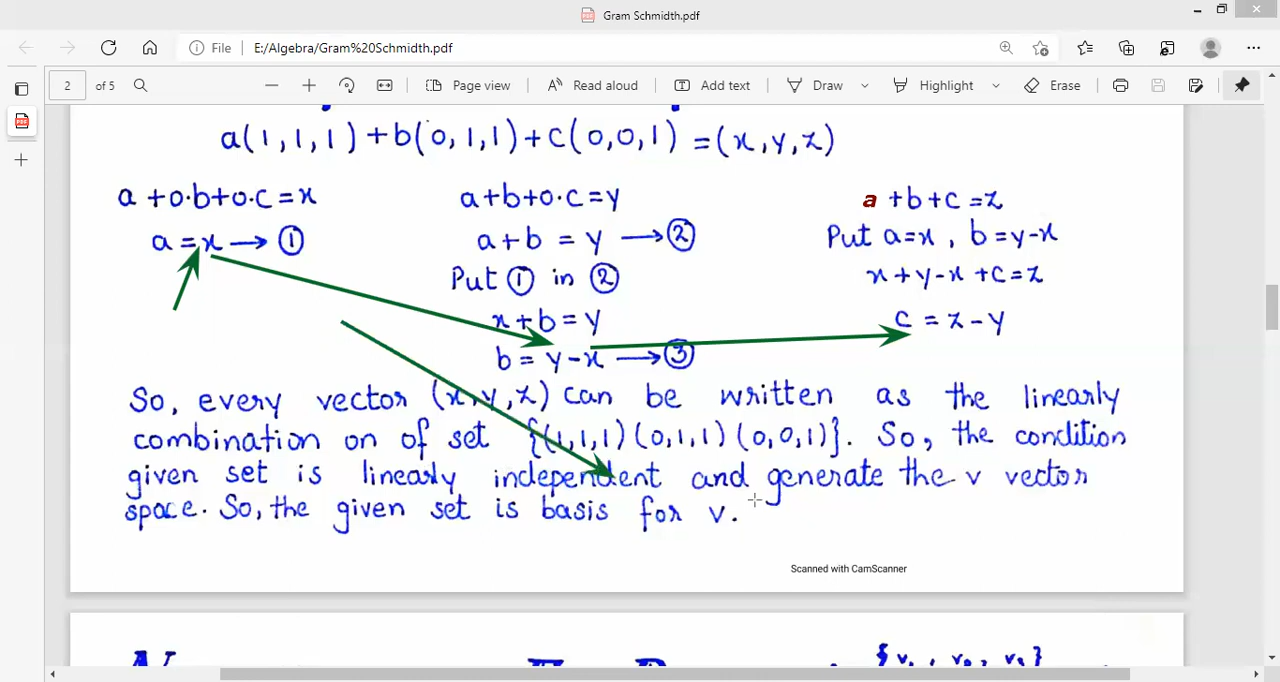 Gram Schmidth.pdf
File E:/Algebra/Gram%20Schmidth.pdf
2 of 5 Page view Read aloud Add text Draw Highlight Erase
a(1,1,1)+b(0,1,1)+c(0,0,1) =(x,y,z)
a +0·b+0·c=x
a =x → ①
a+b+0·c=y
a+b = y → ②
Put ① in ②
x+b=y
b= y-x → ③
a +b+c=z
Put a=x, b=y-x
x+y-x+c=z
c = z-y
So, every vector (x,y,z) can be written as the linearly
combination on of set {(1,1,1)(0,1,1)(0,0,1)}. So, the condition
given set is linearly independent and generate the v vector
space. So, the given set is basis for v.
Scanned with CamScanner